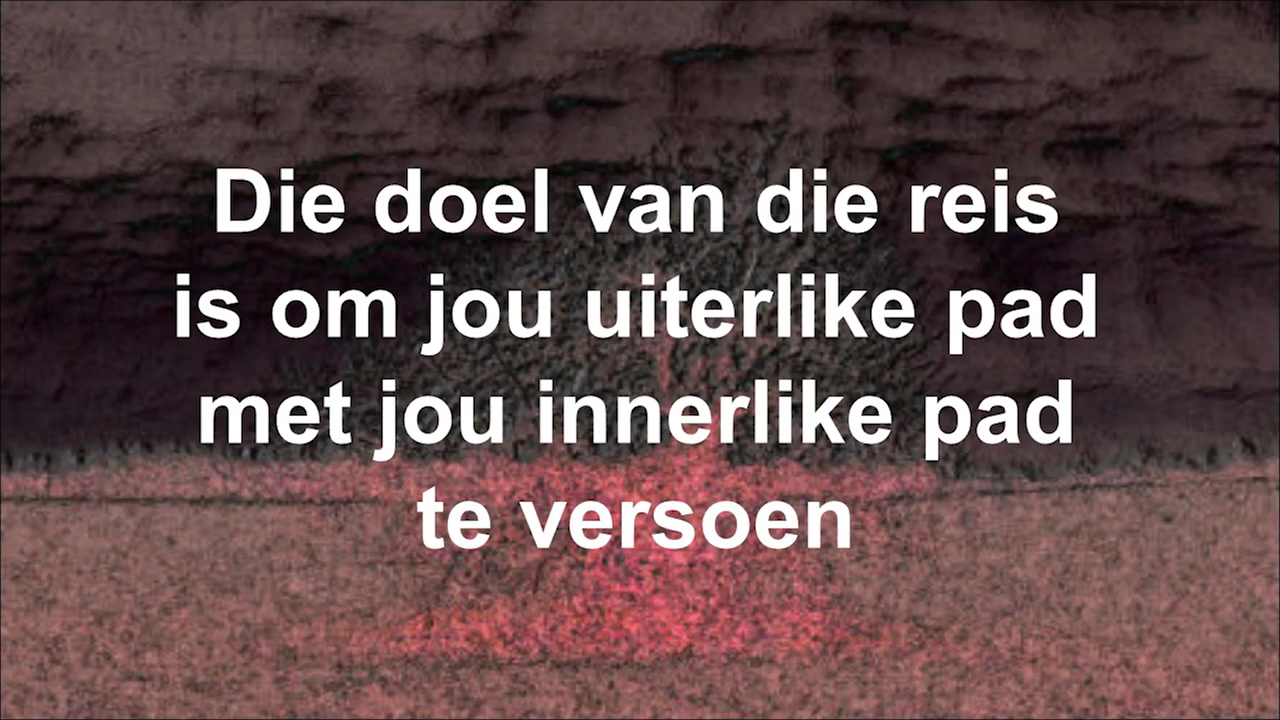 Die doel van die reis
is om jou uiterlike pad
met jou innerlike pad
te versoen